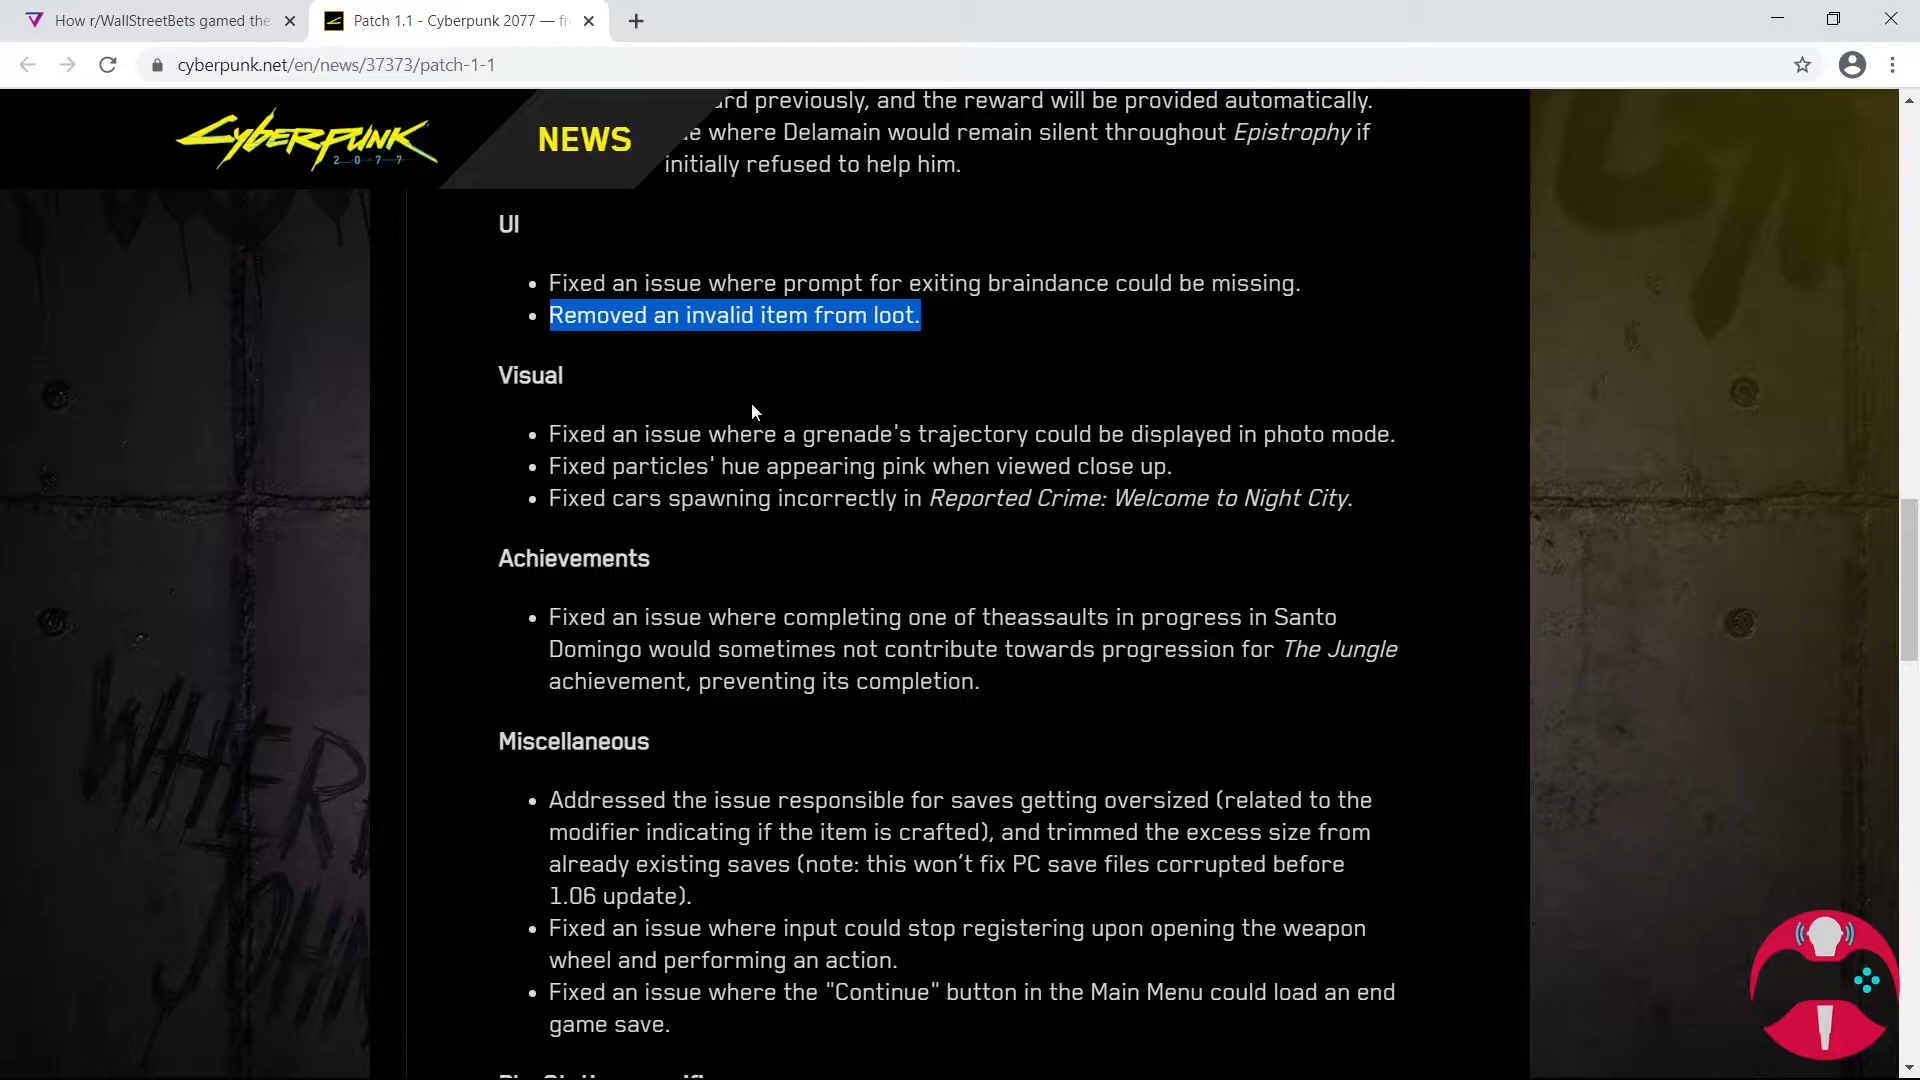 How r/WallStreetBets gamed the
Patch 1.1 - Cyberpunk 2077 —
cyberpunk.net/en/news/37373/patch-1-1
CYBERPUNK
2077
NEWS
previously, and the reward will be provided automatically.
where Delamain would remain silent throughout Epistrophy if
initially refused to help him.
UI
• Fixed an issue where prompt for exiting braindance could be missing.
• Removed an invalid item from loot.
Visual
• Fixed an issue where a grenade's trajectory could be displayed in photo mode.
• Fixed particles' hue appearing pink when viewed close up.
• Fixed cars spawning incorrectly in Reported Crime: Welcome to Night City.
Achievements
• Fixed an issue where completing one of theassaults in progress in Santo
Domingo would sometimes not contribute towards progression for The Jungle
achievement, preventing its completion.
Miscellaneous
• Addressed the issue responsible for saves getting oversized (related to the
modifier indicating if the item is crafted), and trimmed the excess size from
already existing saves (note: this won’t fix PC save files corrupted before
1.06 update).
• Fixed an issue where input could stop registering upon opening the weapon
wheel and performing an action.
• Fixed an issue where the "Continue" button in the Main Menu could load an end
game save.